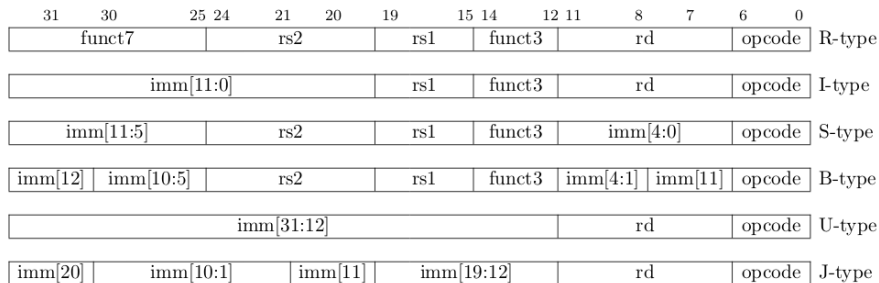 31 30 25 24 21 20 19 15 14 12 11 8 7 6 0
funct7 rs2 rs1 funct3 rd opcode R-type
imm[11:0] rs1 funct3 rd opcode I-type
imm[11:5] rs2 rs1 funct3 imm[4:0] opcode S-type
imm[12] imm[10:5] rs2 rs1 funct3 imm[4:1] imm[11] opcode B-type
imm[31:12] rd opcode U-type
imm[20] imm[10:1] imm[11] imm[19:12] rd opcode J-type